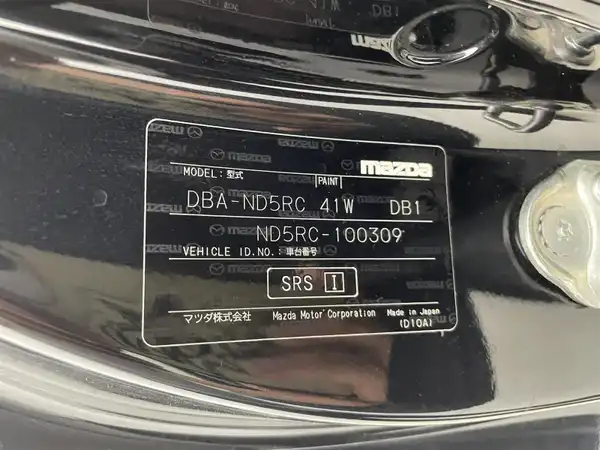 mazda
MODEL: 型式 PAINT
DBA-ND5RC 41W DB1
ND5RC-100309
VEHICLE ID.NO.: 車台番号
SRS I
マツダ株式会社 Mazda Motor Corporation Made in Japan
(D10A)